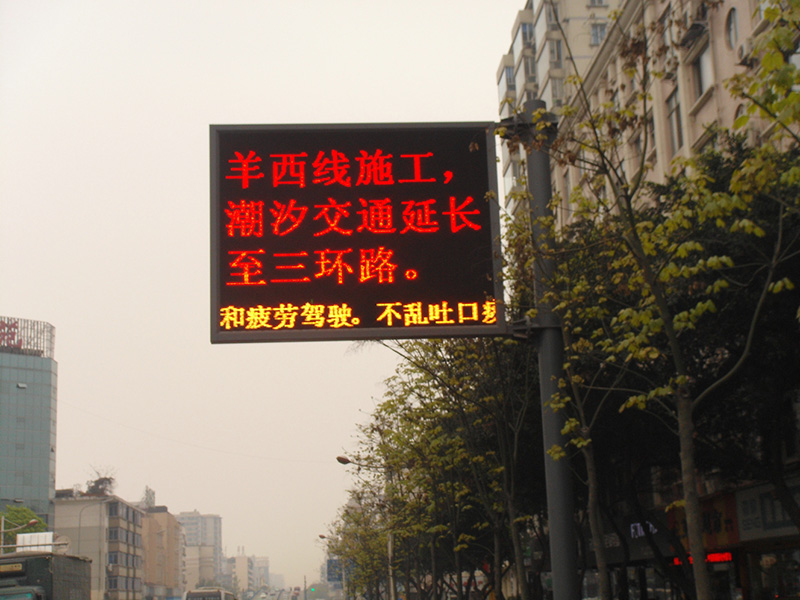 羊西线施工，
潮汐交通延长
至三环路。
和疲劳驾驶。不乱吐口